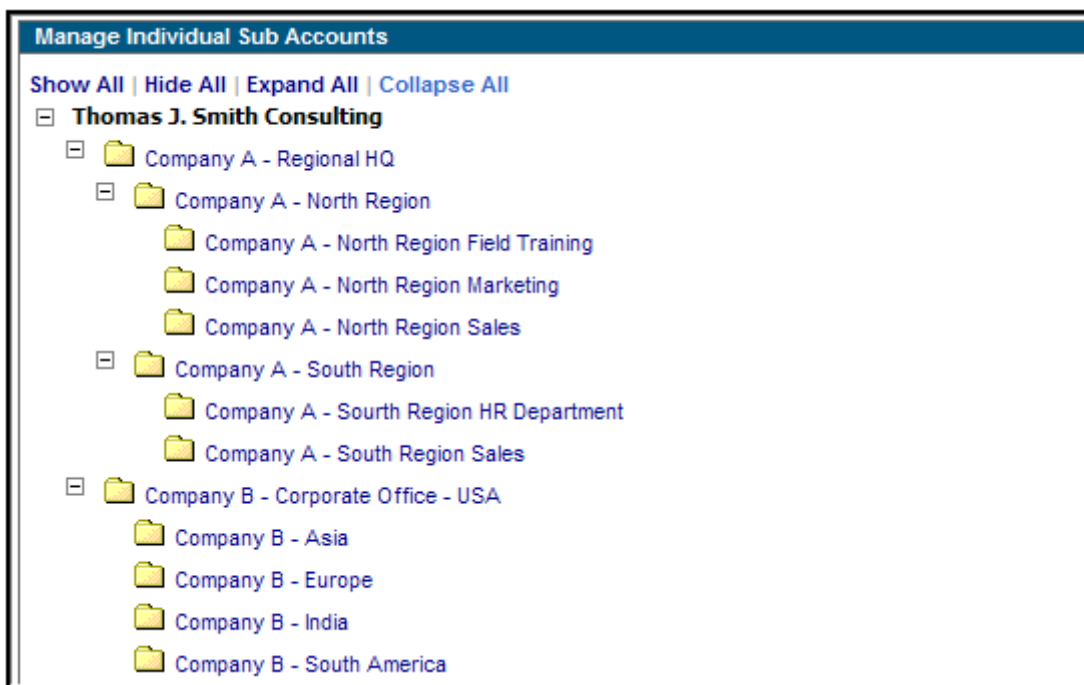 Manage Individual Sub Accounts
Show All | Hide All | Expand All | Collapse All
Thomas J. Smith Consulting
Company A - Regional HQ
Company A - North Region
Company A - North Region Field Training
Company A - North Region Marketing
Company A - North Region Sales
Company A - South Region
Company A - Sourth Region HR Department
Company A - South Region Sales
Company B - Corporate Office - USA
Company B - Asia
Company B - Europe
Company B - India
Company B - South America